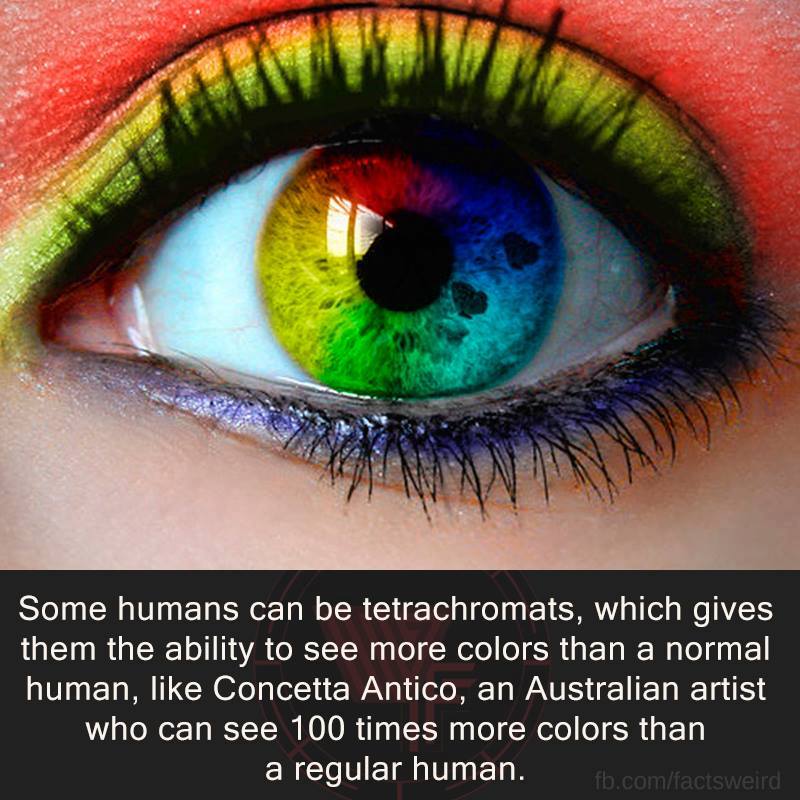 Some humans can be tetrachromats, which gives
them the ability to see more colors than a normal
human, like Concetta Antico, an Australian artist
who can see 100 times more colors than
a regular human.
fb.com/factsweird